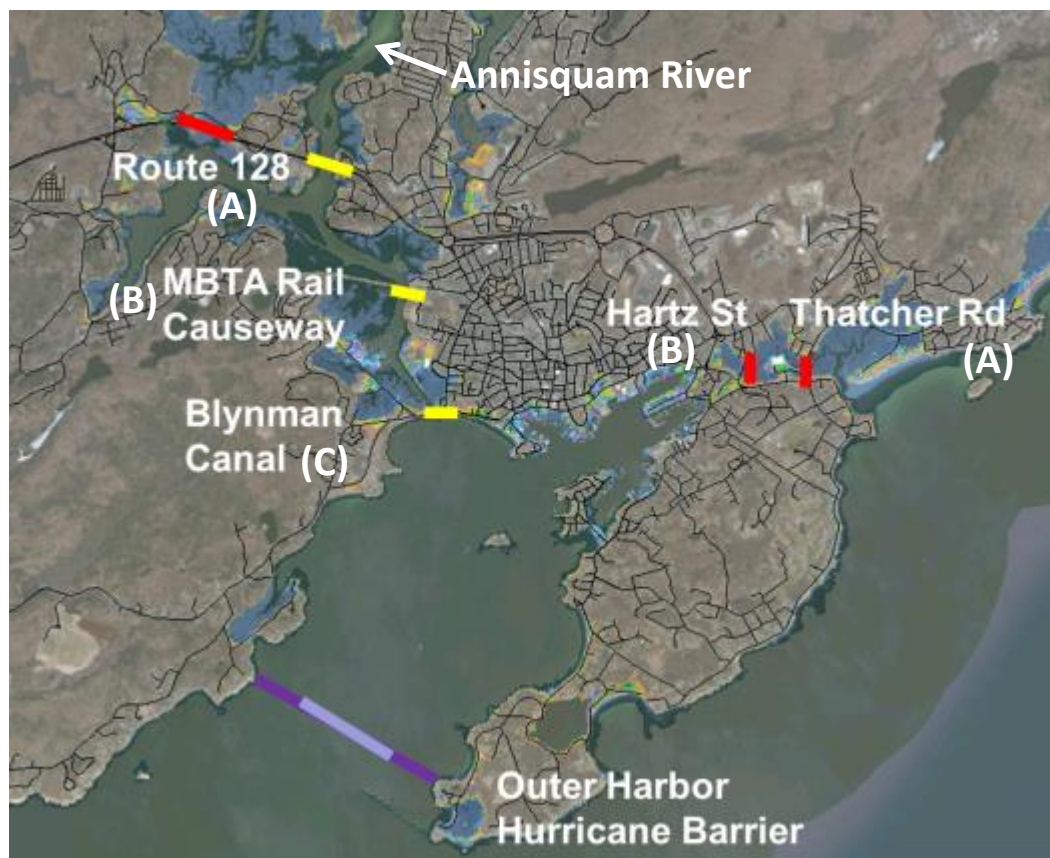 Annisquam River
Route 128
(A)
(B) MBTA Rail
Causeway
Hartz St
(B)
Thatcher Rd
(A)
Blynman
Canal (C)
Outer Harbor
Hurricane Barrier